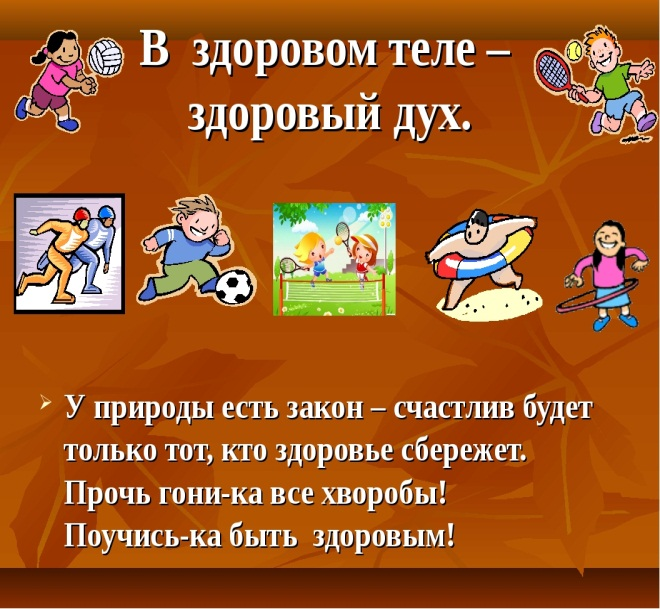 В здоровом теле –
здоровый дух.
У природы есть закон – счастлив будет
только тот, кто здоровье сбережет.
Прочь гони-ка все хворобы!
Поучись-ка быть здоровым!